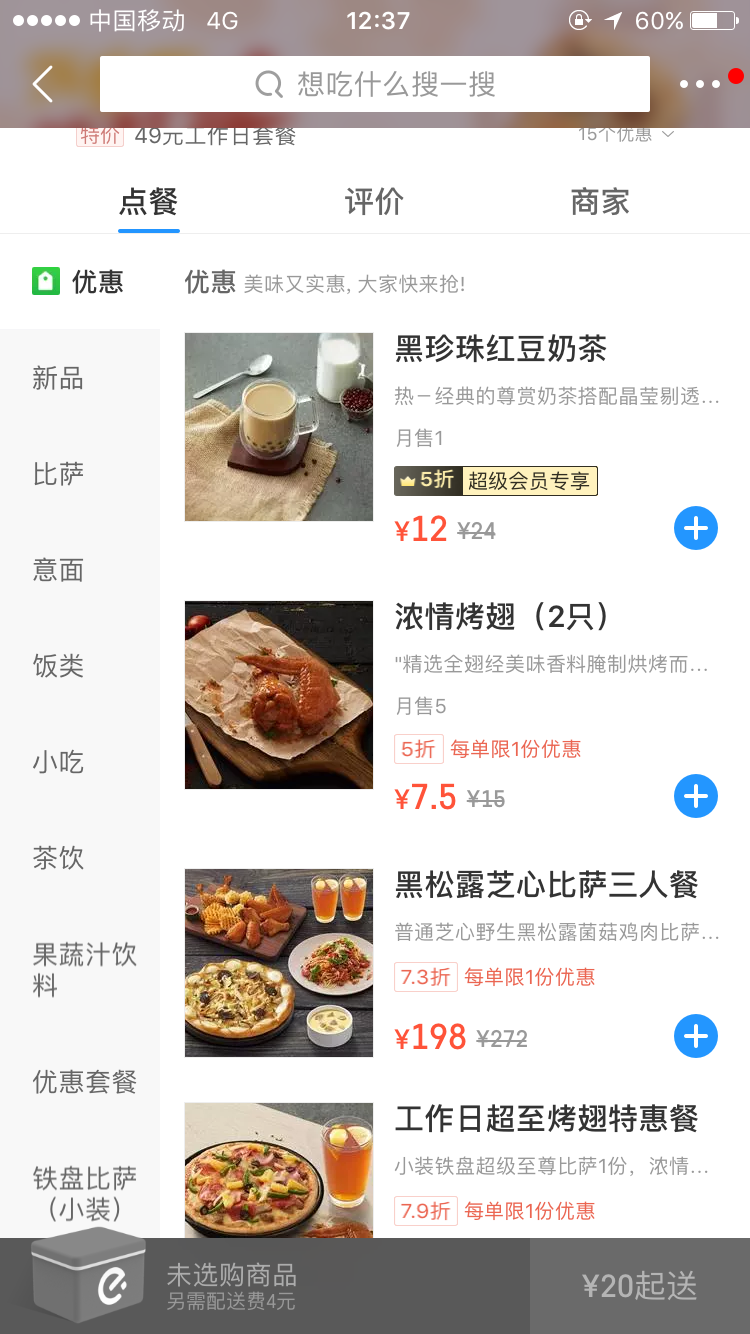 中国移动 4G 12:37 60%
想吃什么搜一搜
特价 49元工作日套餐 15个优惠
点餐 评价 商家
优惠
新品
比萨
意面
饭类
小吃
茶饮
果蔬汁饮
料
优惠套餐
铁盘比萨
（小装）
优惠 美味又实惠, 大家快来抢!
黑珍珠红豆奶茶
热－经典的尊赏奶茶搭配晶莹剔透...
月售1
5折 超级会员专享
¥12 ¥24
浓情烤翅（2只）
"精选全翅经美味香料腌制烘烤而...
月售5
5折 每单限1份优惠
¥7.5 ¥15
黑松露芝心比萨三人餐
普通芝心野生黑松露菌菇鸡肉比萨...
7.3折 每单限1份优惠
¥198 ¥272
工作日超至烤翅特惠餐
小装铁盘超级至尊比萨1份，浓情...
7.9折 每单限1份优惠
未选购商品
另需配送费4元
¥20起送